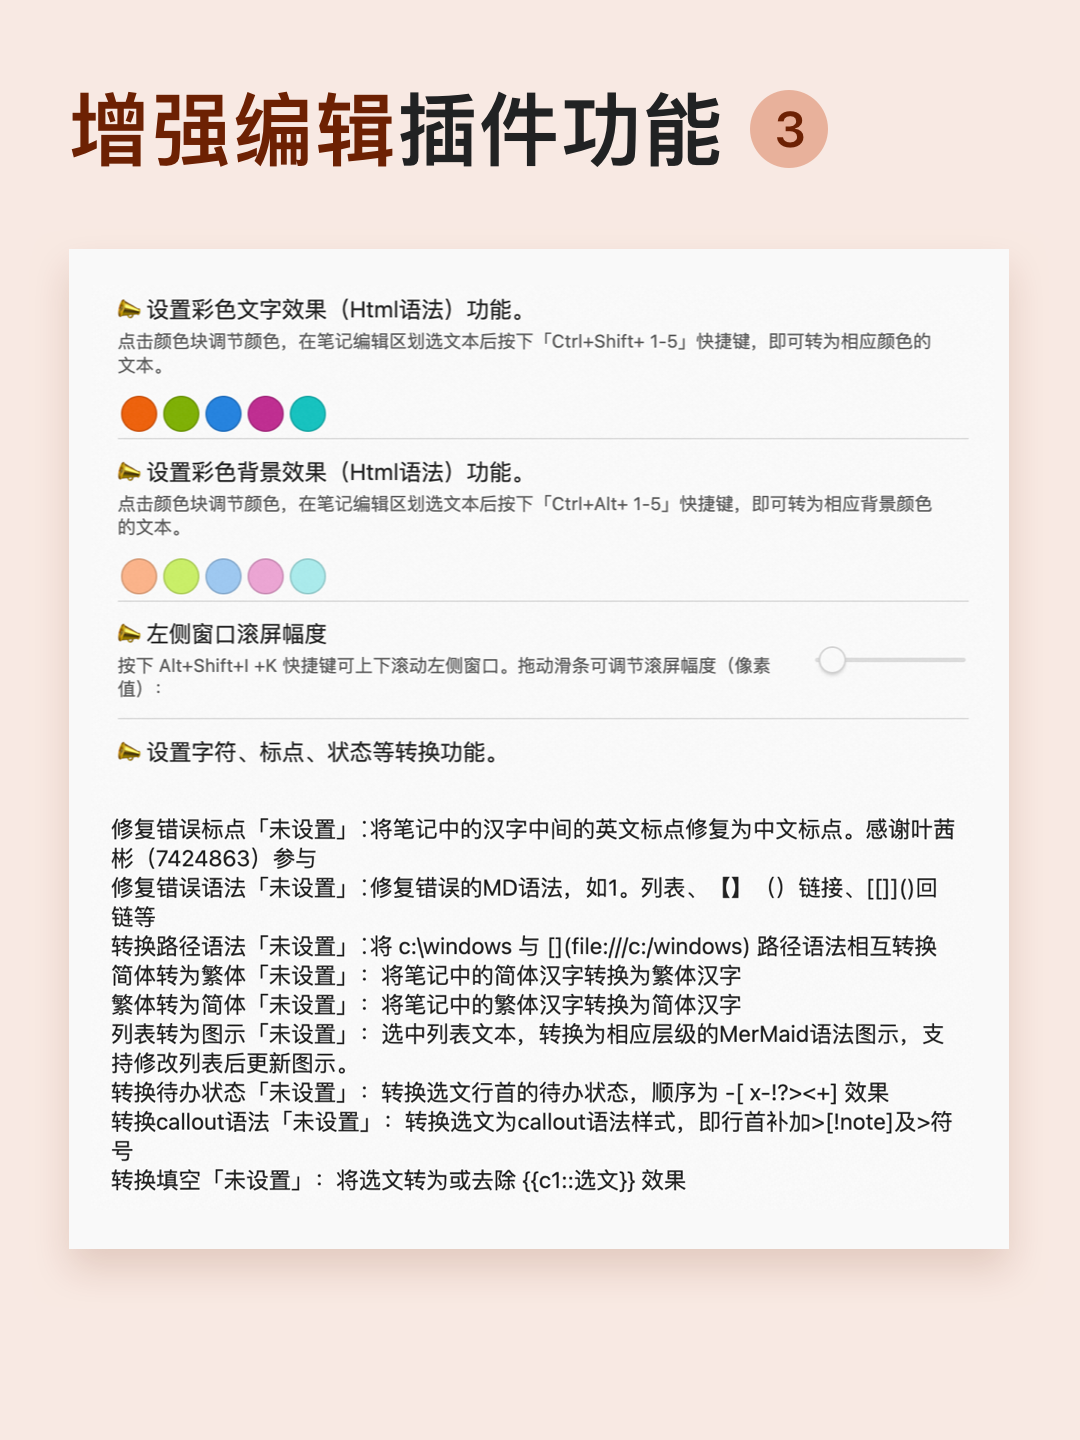 增强编辑插件功能 3
设置彩色文字效果（Html语法）功能。
点击颜色块调节颜色，在笔记编辑区划选文本后按下「Ctrl+Shift+ 1-5」快捷键，即可转为相应颜色的
文本。
设置彩色背景效果（Html语法）功能。
点击颜色块调节颜色，在笔记编辑区划选文本后按下「Ctrl+Alt+ 1-5」快捷键，即可转为相应背景颜色
的文本。
左侧窗口滚屏幅度
按下 Alt+Shift+I +K 快捷键可上下滚动左侧窗口。拖动滑条可调节滚屏幅度（像素
值）：
设置字符、标点、状态等转换功能。
修复错误标点「未设置」:将笔记中的汉字中间的英文标点修复为中文标点。感谢叶茜
彬（7424863）参与
修复错误语法「未设置」:修复错误的MD语法，如1。列表、【】（）链接、[[]]()回
链等
转换路径语法「未设置」:将 c:\windows 与 [](file:///c:/windows) 路径语法相互转换
简体转为繁体「未设置」：将笔记中的简体汉字转换为繁体汉字
繁体转为简体「未设置」：将笔记中的繁体汉字转换为简体汉字
列表转为图示「未设置」：选中列表文本，转换为相应层级的MerMaid语法图示，支
持修改列表后更新图示。
转换待办状态「未设置」：转换选文行首的待办状态，顺序为 -[ x-!?><+] 效果
转换callout语法「未设置」：转换选文为callout语法样式，即行首补加>[!note]及>符
号
转换填空「未设置」：将选文转为或去除 {{c1::选文}} 效果